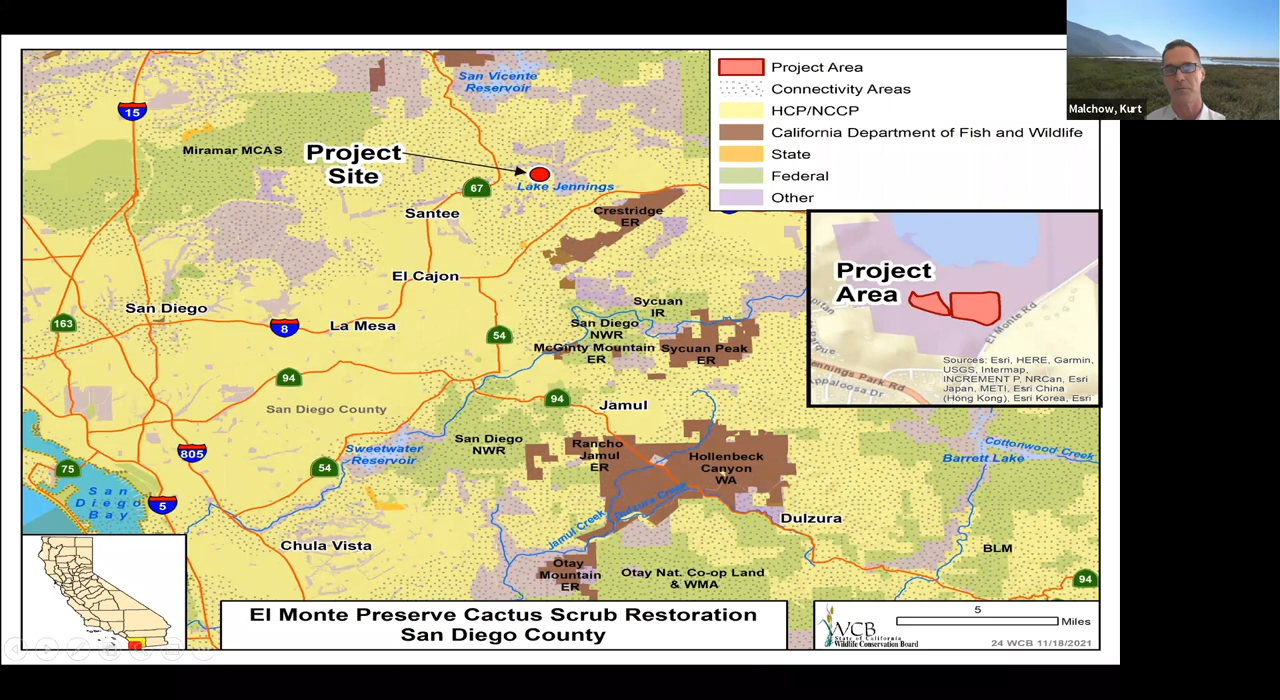 Malchow, Kurt
Project Area
Connectivity Areas
HCP/NCCP
California Department of Fish and Wildlife
State
Federal
Other
San Vicente
Reservoir
15
Miramar MCAS
Project
Site
67
Lake Jennings
Santee
Crestridge
ER
El Cajon
San Diego
163
8
La Mesa
54
Sycuan
IR
San Diego
NWR
McGinty Mountain
ER
Sycuan Peak
ER
94
San Diego County
94
Jamul
Project
Area
El Monte Rd
ennings Park Rd
Appaloosa Dr
Sources: Esri, HERE, Garmin,
USGS, Intermap,
INCREMENT P, NRCan, Esri
Japan, METI, Esri China
(Hong Kong), Esri Korea, Esri
805
Sweetwater
Reservoir
54
San Diego
NWR
Rancho
Jamul
ER
Hollenbeck
Canyon
WA
Cottonwood Creek
Barrett Lake
75
San
Diego
Bay
5
Jamul Creek
Dulzura Creek
Dulzura
Chula Vista
BLM
Otay
Mountain
ER
Otay Nat. Co-op Land
& WMA
94
El Monte Preserve Cactus Scrub Restoration
San Diego County
WCB
State of California
Wildlife Conservation Board
5
Miles
24 WCB 11/18/2021